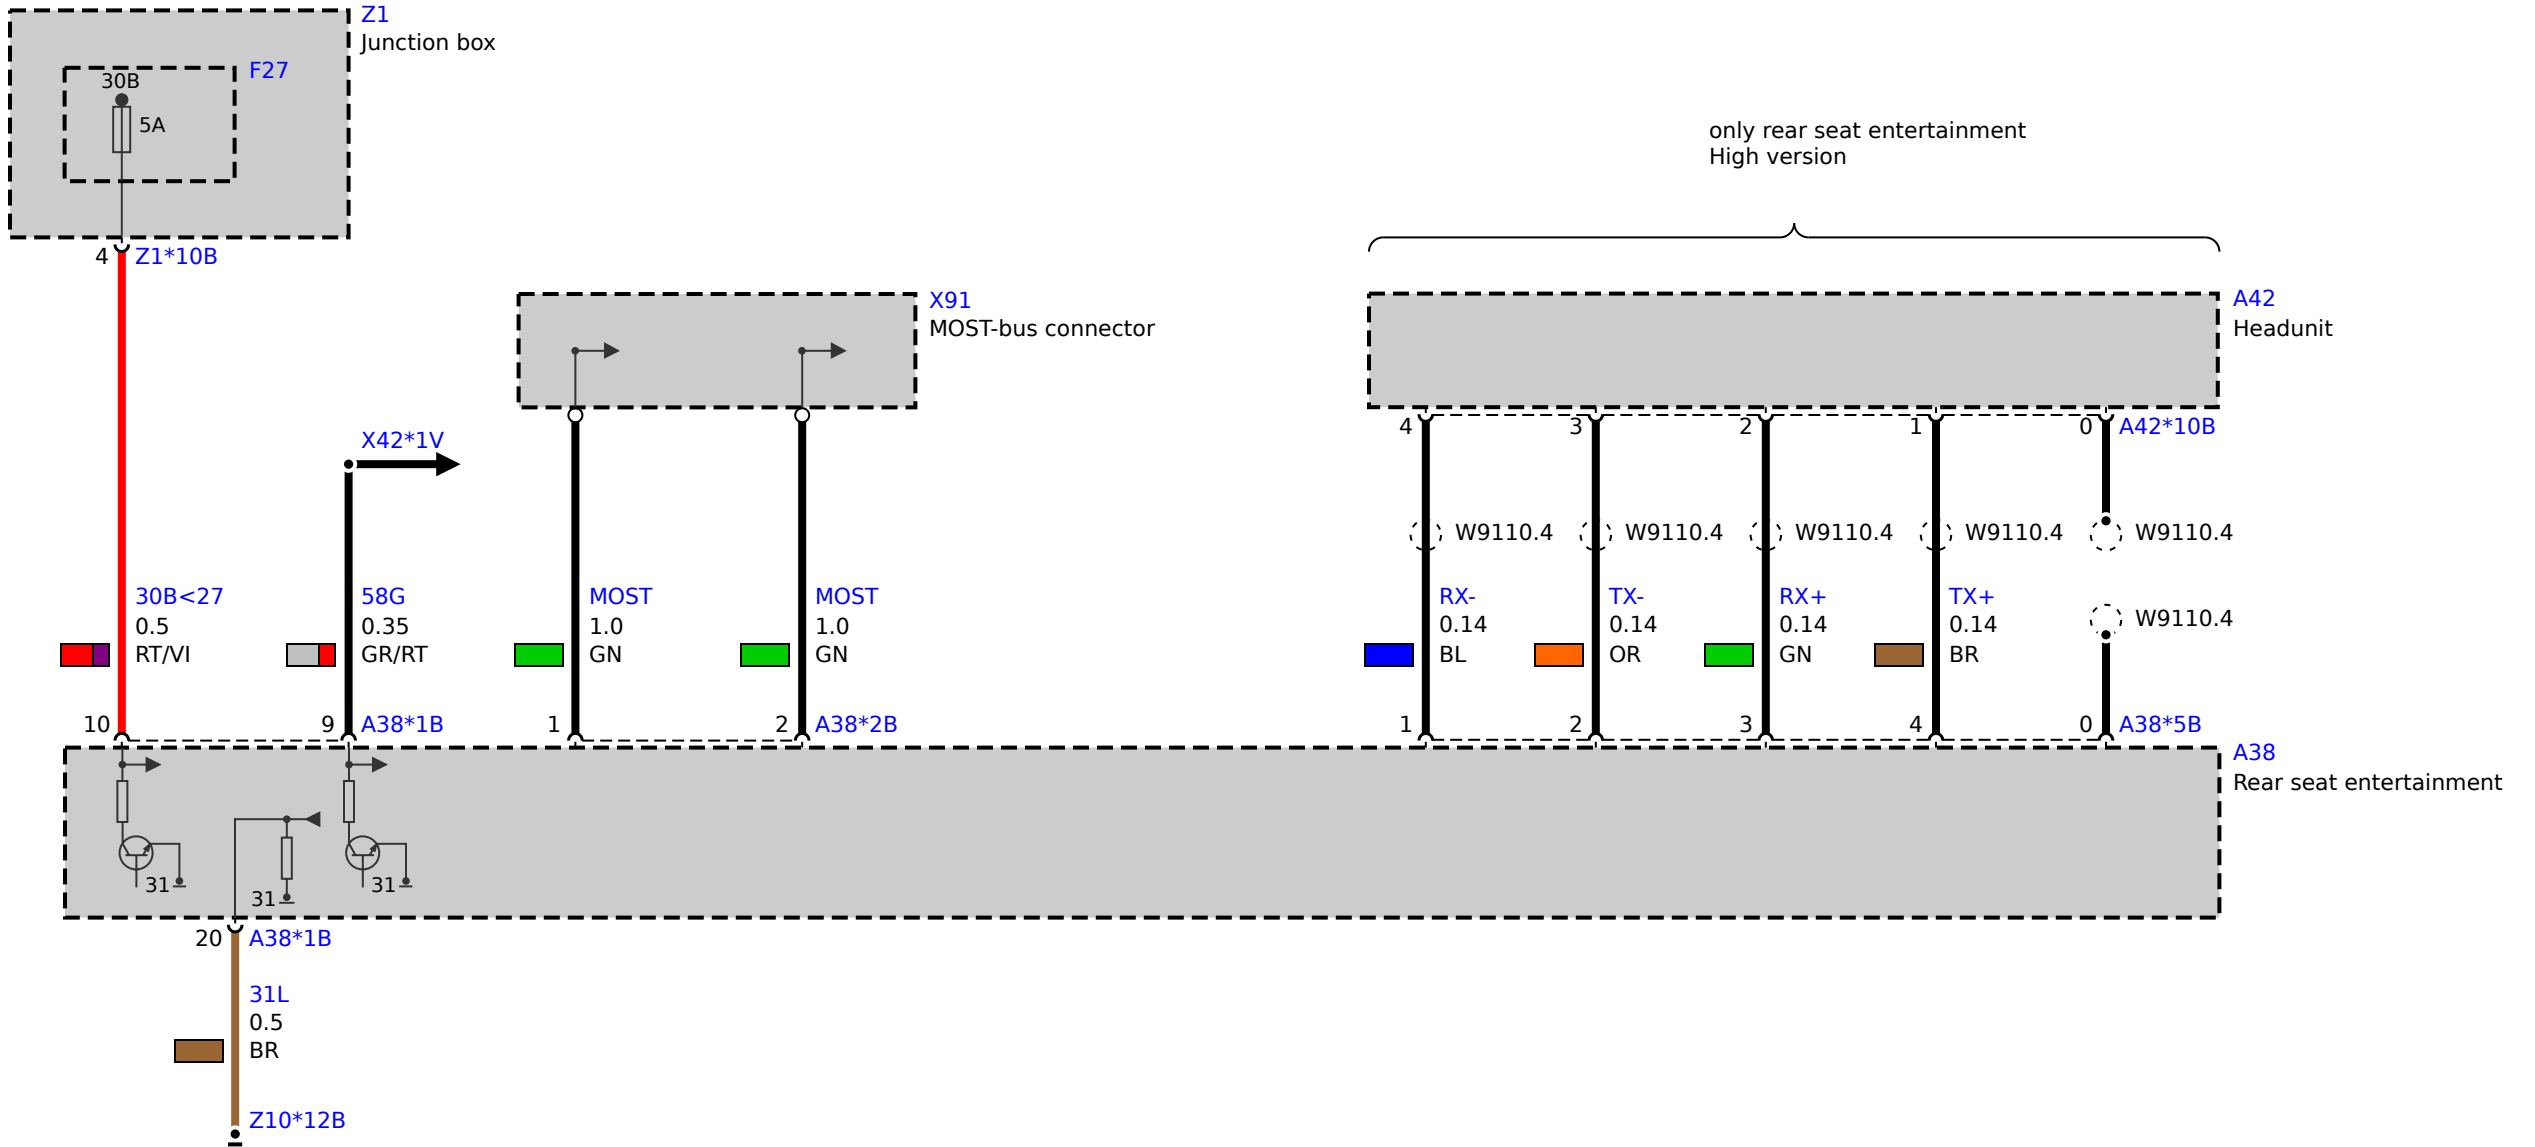 Z1
Junction box
F27
30B
5A
4 Z1*10B
only rear seat entertainment
High version
X91
MOST-bus connector
A42
Headunit
X42*1V
4 3 2 1 0 A42*10B
W9110.4 W9110.4 W9110.4 W9110.4 W9110.4
30B<27 58G MOST MOST RX- TX- RX+ TX+
W9110.4
0.5 0.35 1.0 1.0 0.14 0.14 0.14 0.14
RT/VI GR/RT GN GN BL OR GN BR
10 9 A38*1B 1 2 A38*2B 1 2 3 4 0 A38*5B
A38
Rear seat entertainment
31 31 31
20 A38*1B
31L
0.5
BR
Z10*12B